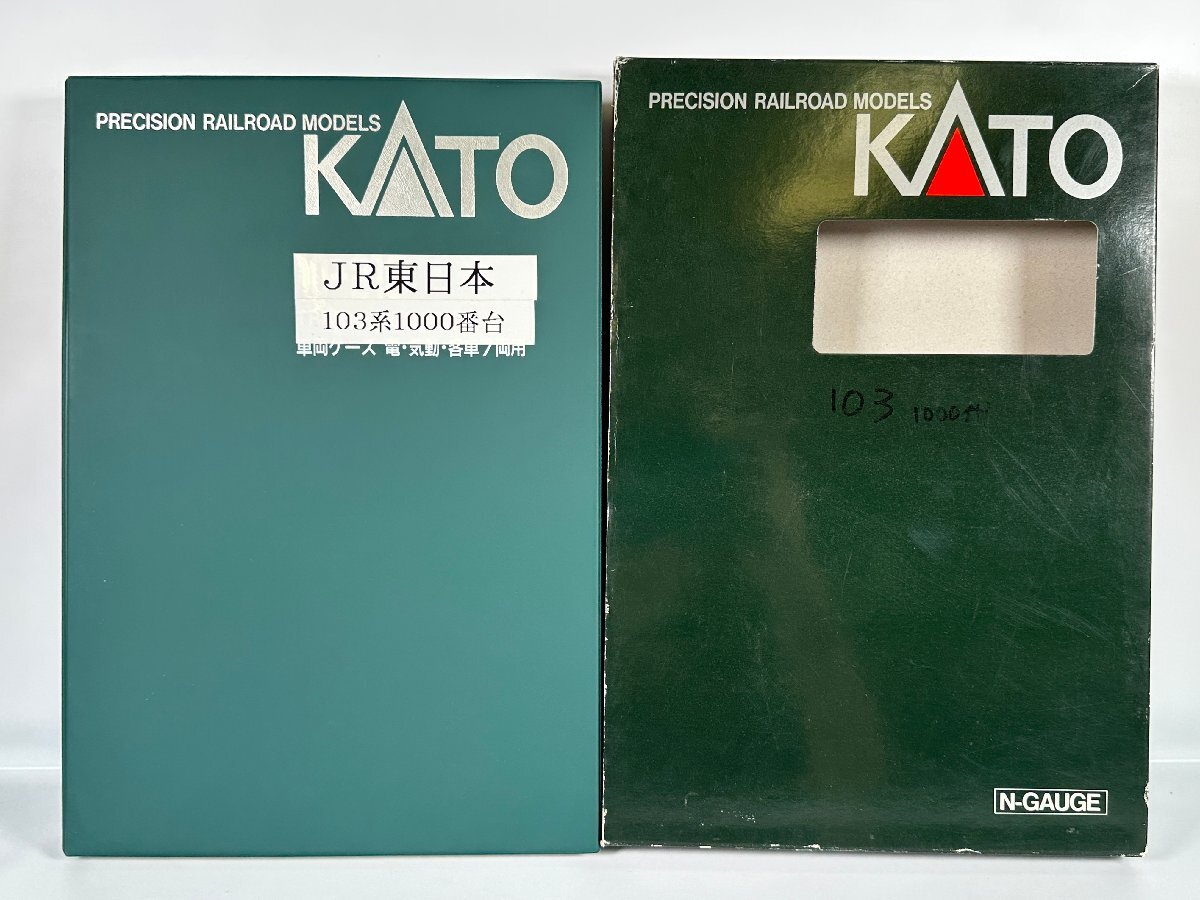 PRECISION RAILROAD MODELS
KATO
JR東日本
103系1000番台
車両ケース 電・気動・客車7両用
PRECISION RAILROAD MODELS
KATO
103 1000
N-GAUGE